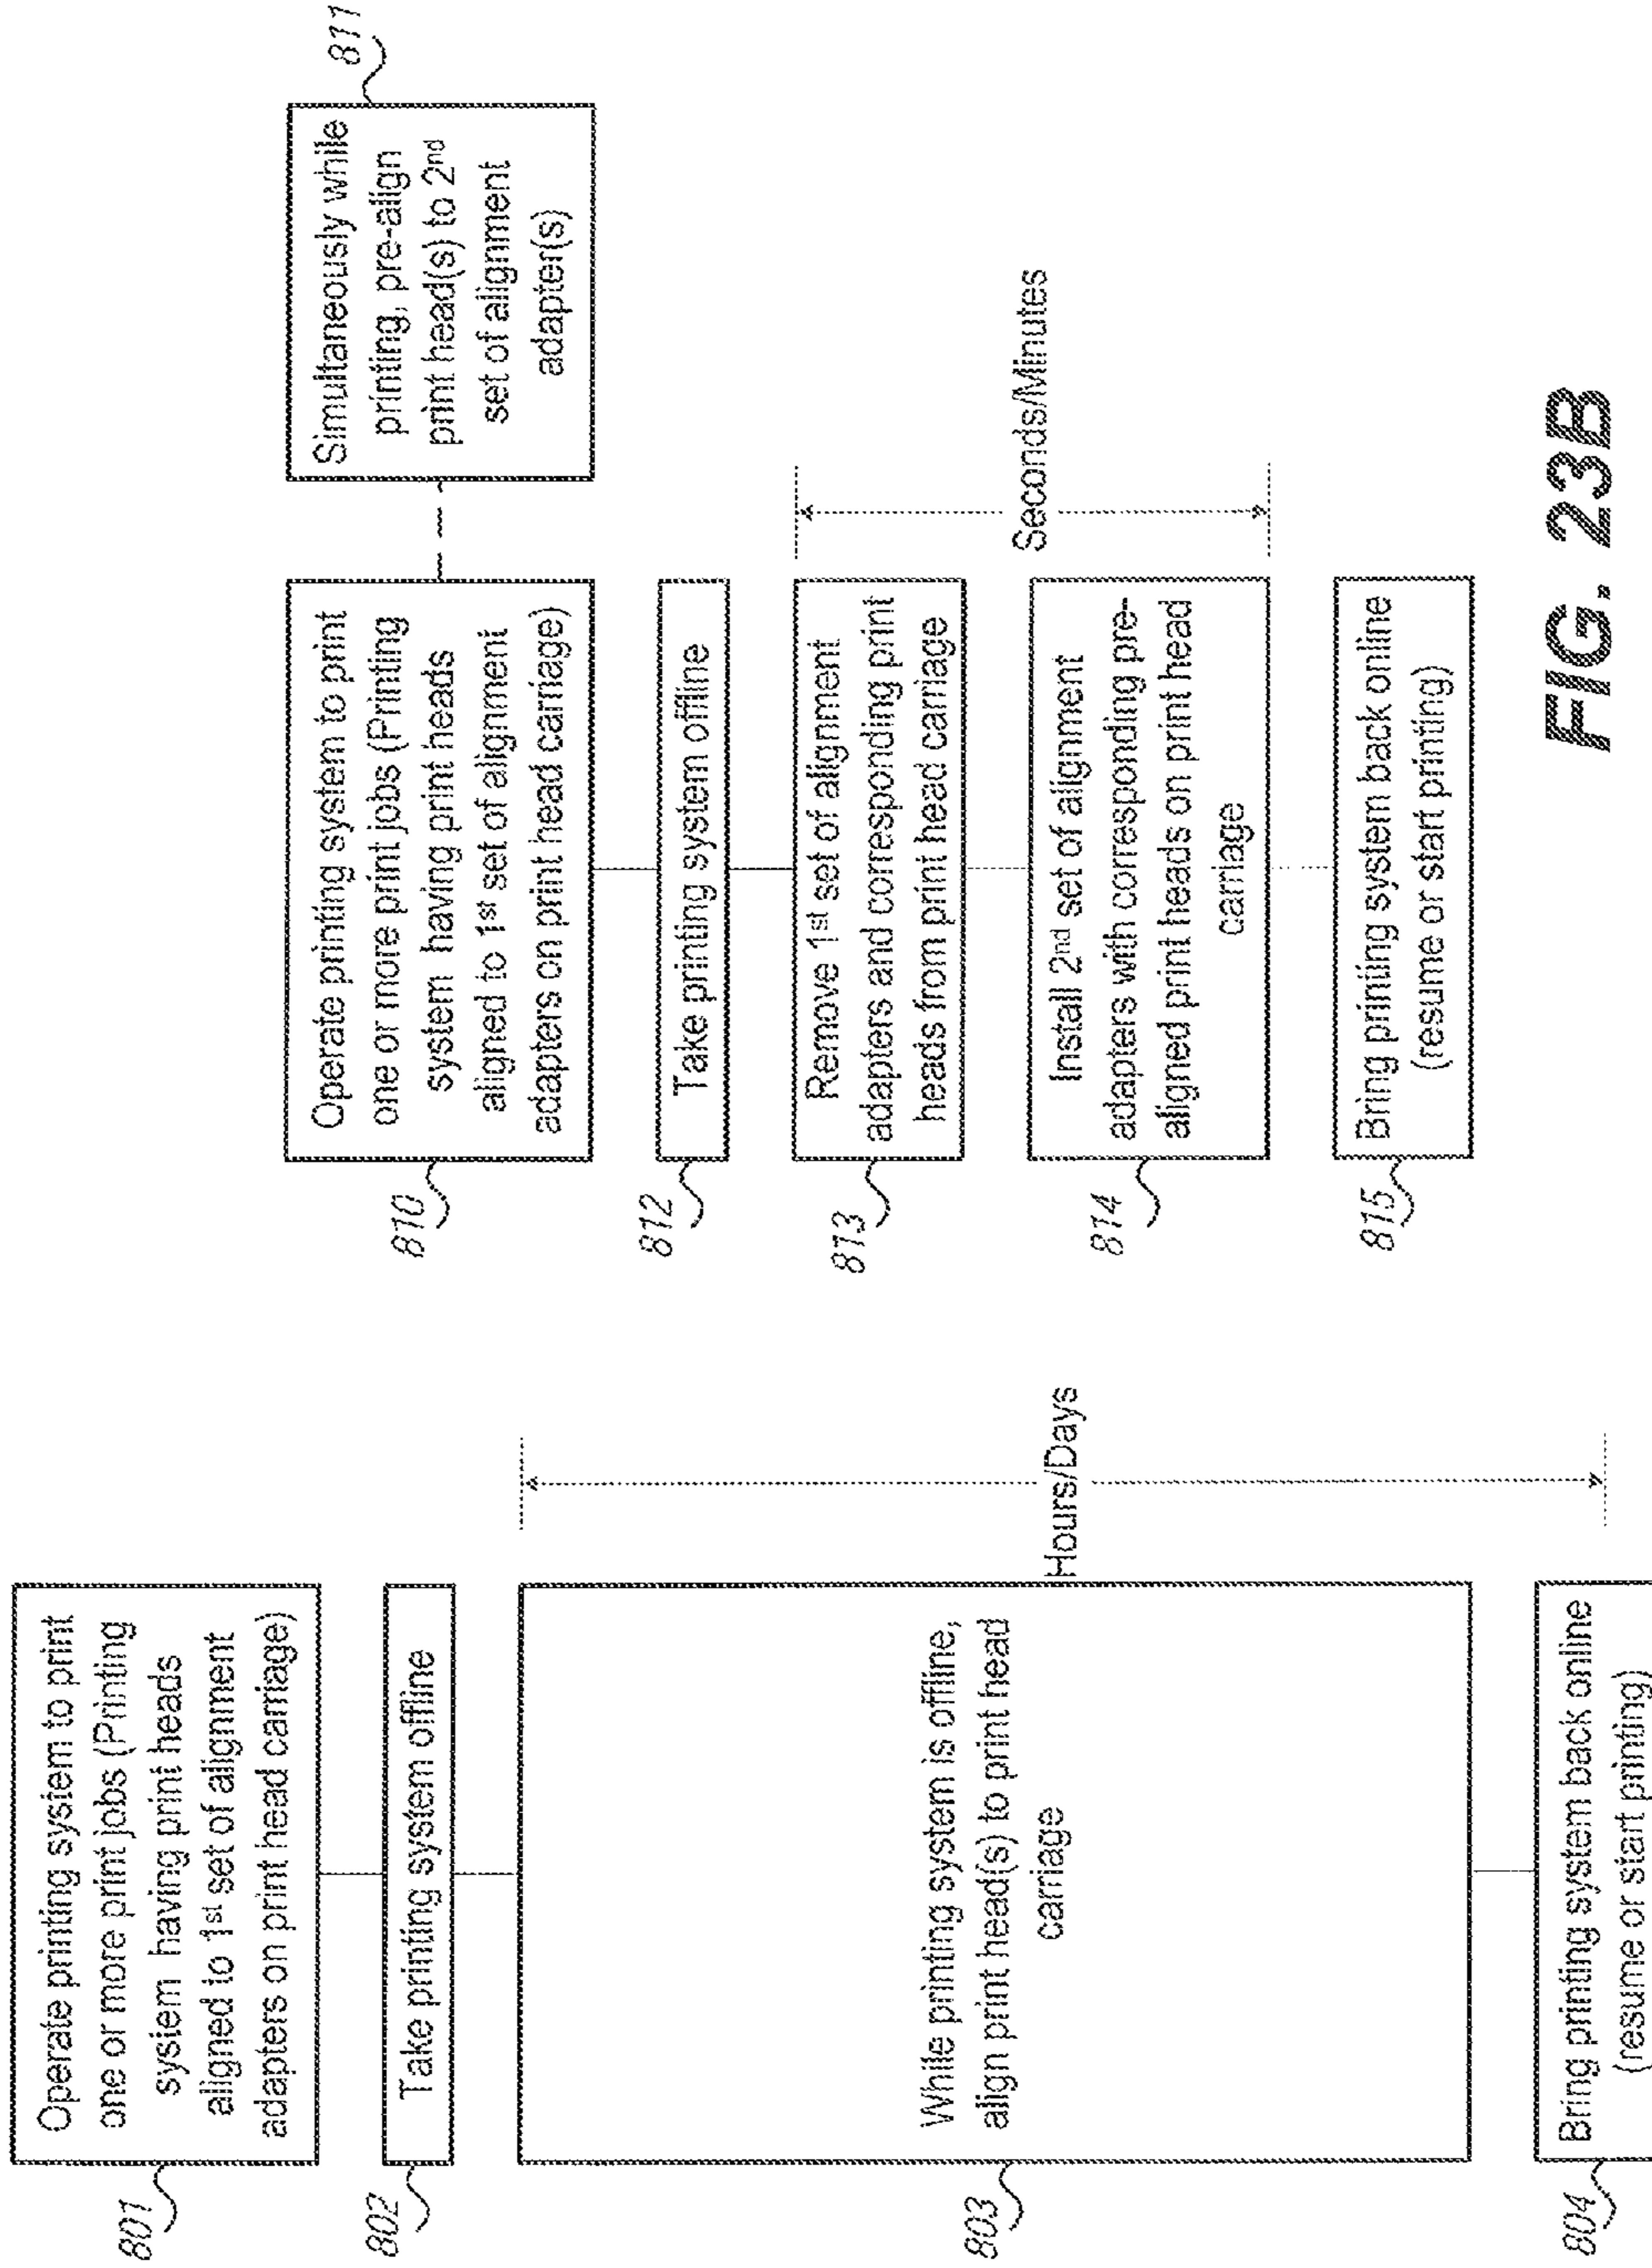 801
Operate printing system to print
one or more print jobs (Printing
system having print heads
aligned to 1st set of alignment
adapters on print head carriage)
802
Take printing system offline
803
While printing system is offline,
align print head(s) to print head
carriage
Hours/Days
804
Bring printing system back online
(resume or start printing)
810
Operate printing system to print
one or more print jobs (Printing
system having print heads
aligned to 1st set of alignment
adapters on print head carriage)
811
Simultaneously while
printing, pre-align
print head(s) to 2nd
set of alignment
adapter(s)
812
Take printing system offline
813
Remove 1st set of alignment
adapters and corresponding print
heads from print head carriage
814
Install 2nd set of alignment
adapters with corresponding pre-
aligned print heads on print head
carriage
Seconds/Minutes
815
Bring printing system back online
(resume or start printing)
FIG. 23B